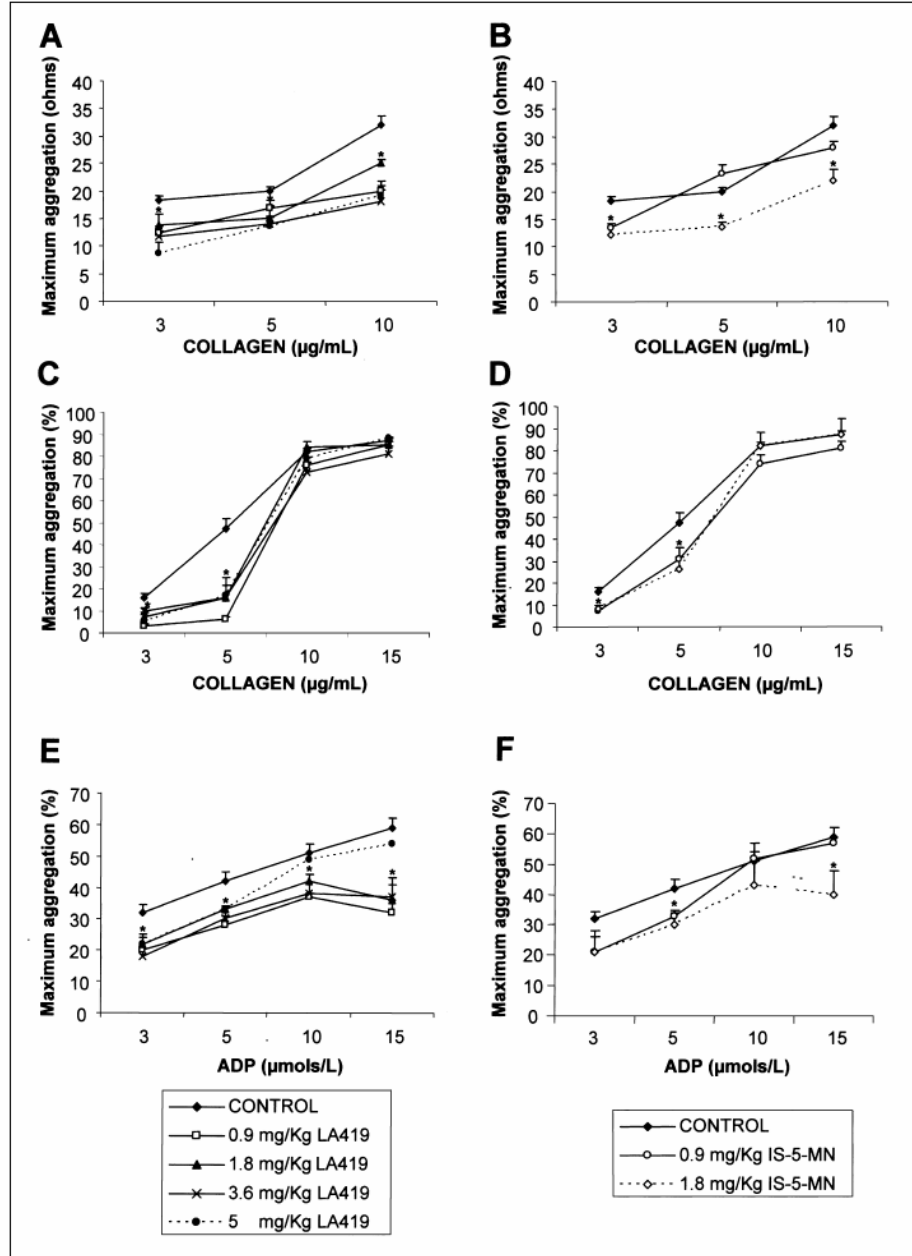 A
Maximum aggregation (ohms)
40
35
30
25
20
15
10
5
0
*
*
*
3 5 10
COLLAGEN (µg/mL)
B
Maximum aggregation (ohms)
40
35
30
25
20
15
10
5
0
*
*
*
3 5 10
COLLAGEN (µg/mL)
C
Maximum aggregation (%)
100
90
80
70
60
50
40
30
20
10
0
*
*
3 5 10 15
COLLAGEN (µg/mL)
D
Maximum aggregation (%)
100
90
80
70
60
50
40
30
20
10
0
*
*
3 5 10 15
COLLAGEN (µg/mL)
E
Maximum aggregation (%)
70
60
50
40
30
20
10
0
*
*
*
*
3 5 10 15
ADP (µmols/L)
F
Maximum aggregation (%)
70
60
50
40
30
20
10
0
*
*
3 5 10 15
ADP (µmols/L)
CONTROL
0.9 mg/Kg LA419
1.8 mg/Kg LA419
3.6 mg/Kg LA419
5 mg/Kg LA419
CONTROL
0.9 mg/Kg IS-5-MN
1.8 mg/Kg IS-5-MN